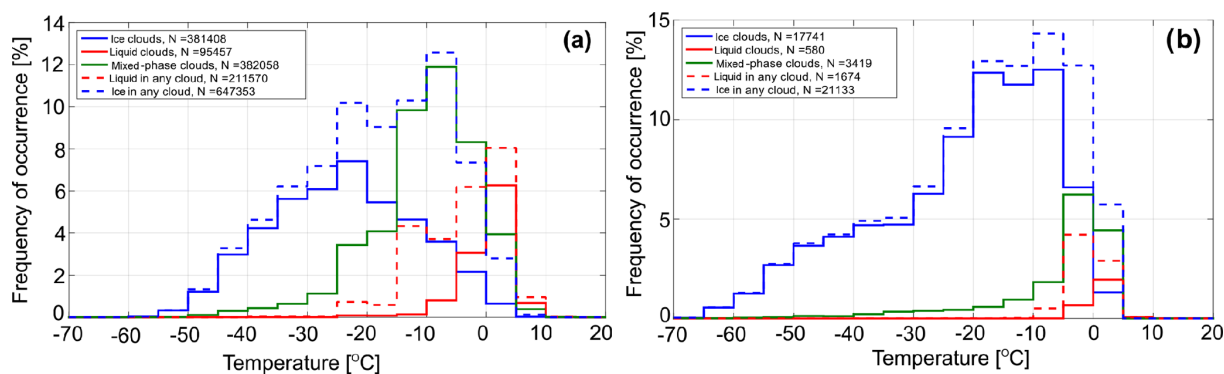 (a)
Frequency of occurrence [%]
14
12
10
8
6
4
2
0
Ice clouds, N =381408
Liquid clouds, N =95457
Mixed-phase clouds, N =382058
Liquid in any cloud, N =211570
Ice in any cloud, N =647353
-70 -60 -50 -40 -30 -20 -10 0 10 20
Temperature [°C]
(b)
Frequency of occurrence [%]
15
10
5
0
Ice clouds, N =17741
Liquid clouds, N =580
Mixed-phase clouds, N =3419
Liquid in any cloud, N =1674
Ice in any cloud, N =21133
-70 -60 -50 -40 -30 -20 -10 0 10 20
Temperature [°C]